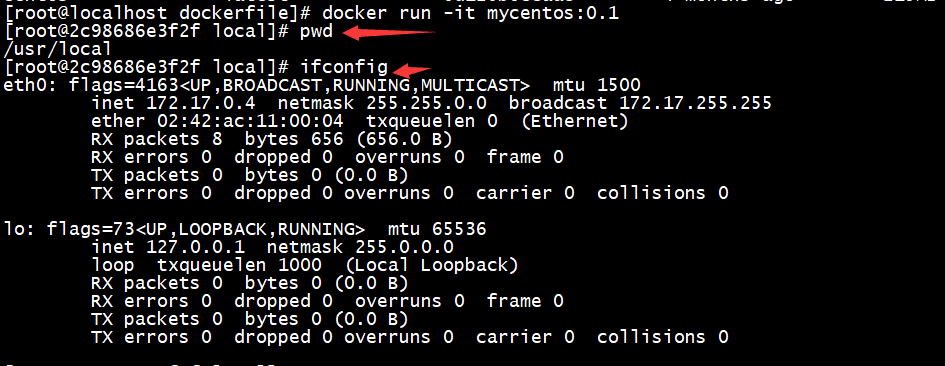 [root@localhost dockerfile]# docker run -it mycentos:0.1
[root@2c98686e3f2f local]# pwd
/usr/local
[root@2c98686e3f2f local]# ifconfig
eth0: flags=4163<UP,BROADCAST,RUNNING,MULTICAST>  mtu 1500
        inet 172.17.0.4  netmask 255.255.0.0  broadcast 172.17.255.255
        ether 02:42:ac:11:00:04  txqueuelen 0  (Ethernet)
        RX packets 8  bytes 656 (656.0 B)
        RX errors 0  dropped 0  overruns 0  frame 0
        TX packets 0  bytes 0 (0.0 B)
        TX errors 0  dropped 0 overruns 0  carrier 0  collisions 0
lo: flags=73<UP,LOOPBACK,RUNNING>  mtu 65536
        inet 127.0.0.1  netmask 255.0.0.0
        loop  txqueuelen 1000  (Local Loopback)
        RX packets 0  bytes 0 (0.0 B)
        RX errors 0  dropped 0  overruns 0  frame 0
        TX packets 0  bytes 0 (0.0 B)
        TX errors 0  dropped 0 overruns 0  carrier 0  collisions 0